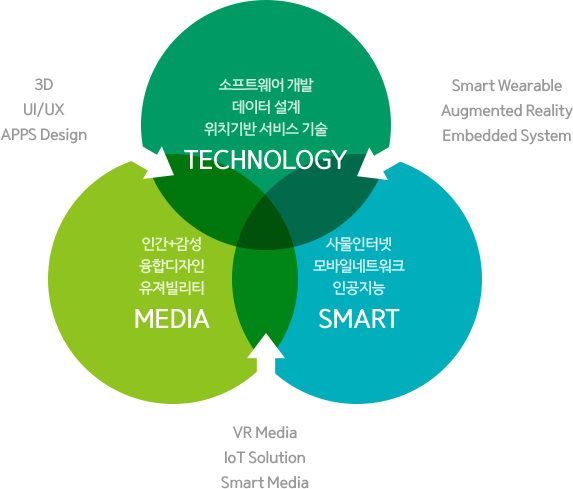 소프트웨어 개발
데이터 설계
위치기반 서비스 기술
TECHNOLOGY
3D
UI/UX
APPS Design
Smart Wearable
Augmented Reality
Embedded System
인간+감성
융합디자인
유져빌리티
MEDIA
사물인터넷
모바일네트워크
인공지능
SMART
VR Media
IoT Solution
Smart Media